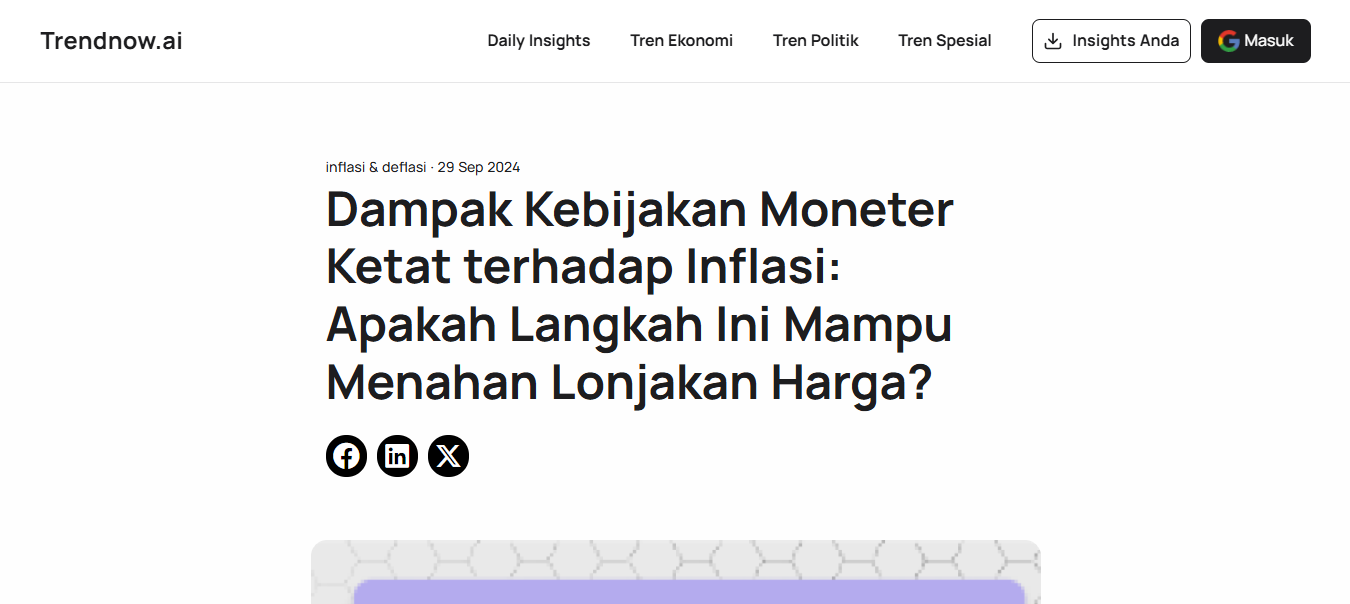 Trendnow.ai
Daily Insights
Tren Ekonomi
Tren Politik
Tren Spesial
Insights Anda
Masuk
inflasi & deflasi · 29 Sep 2024
Dampak Kebijakan Moneter
Ketat terhadap Inflasi:
Apakah Langkah Ini Mampu
Menahan Lonjakan Harga?